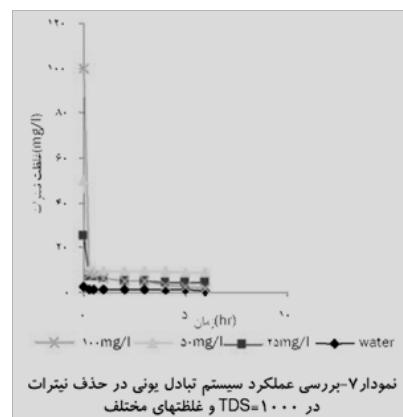 ۱۲۰
۱۰۰
۸۰
۶۰
۴۰
۲۰
۰
غلظت نیترات(mg/l)
۰ ۵ ۱۰
زمان(hr)
۱۰۰mg/l ۵۰mg/l ۲۵mg/l water
نمودار۷-بررسی عملکرد سیستم تبادل یونی در حذف نیترات
در TDS=۱۰۰۰ و غلظتهای مختلف